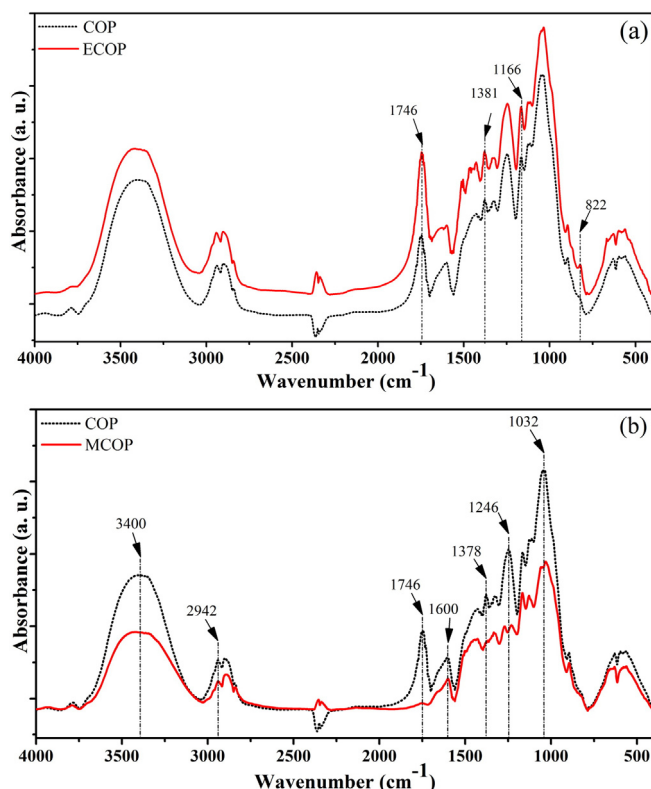 COP
ECOP
(a)
1746
1381
1166
822
Absorbance (a. u.)
4000 3500 3000 2500 2000 1500 1000 500
Wavenumber (cm-1)
COP
MCOP
(b)
1032
3400
1246
1378
2942
1746
1600
Absorbance (a. u.)
4000 3500 3000 2500 2000 1500 1000 500
Wavenumber (cm-1)